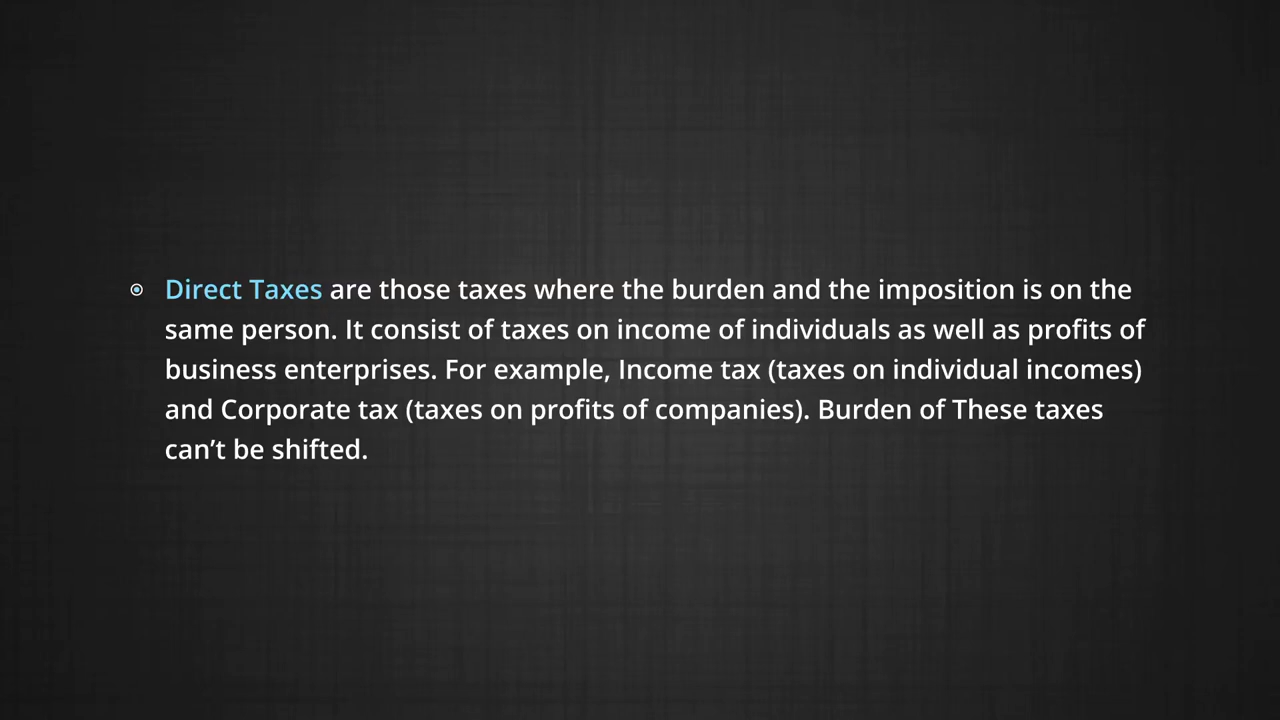 Direct Taxes are those taxes where the burden and the imposition is on the
same person. It consist of taxes on income of individuals as well as profits of
business enterprises. For example, Income tax (taxes on individual incomes)
and Corporate tax (taxes on profits of companies). Burden of These taxes
can’t be shifted.